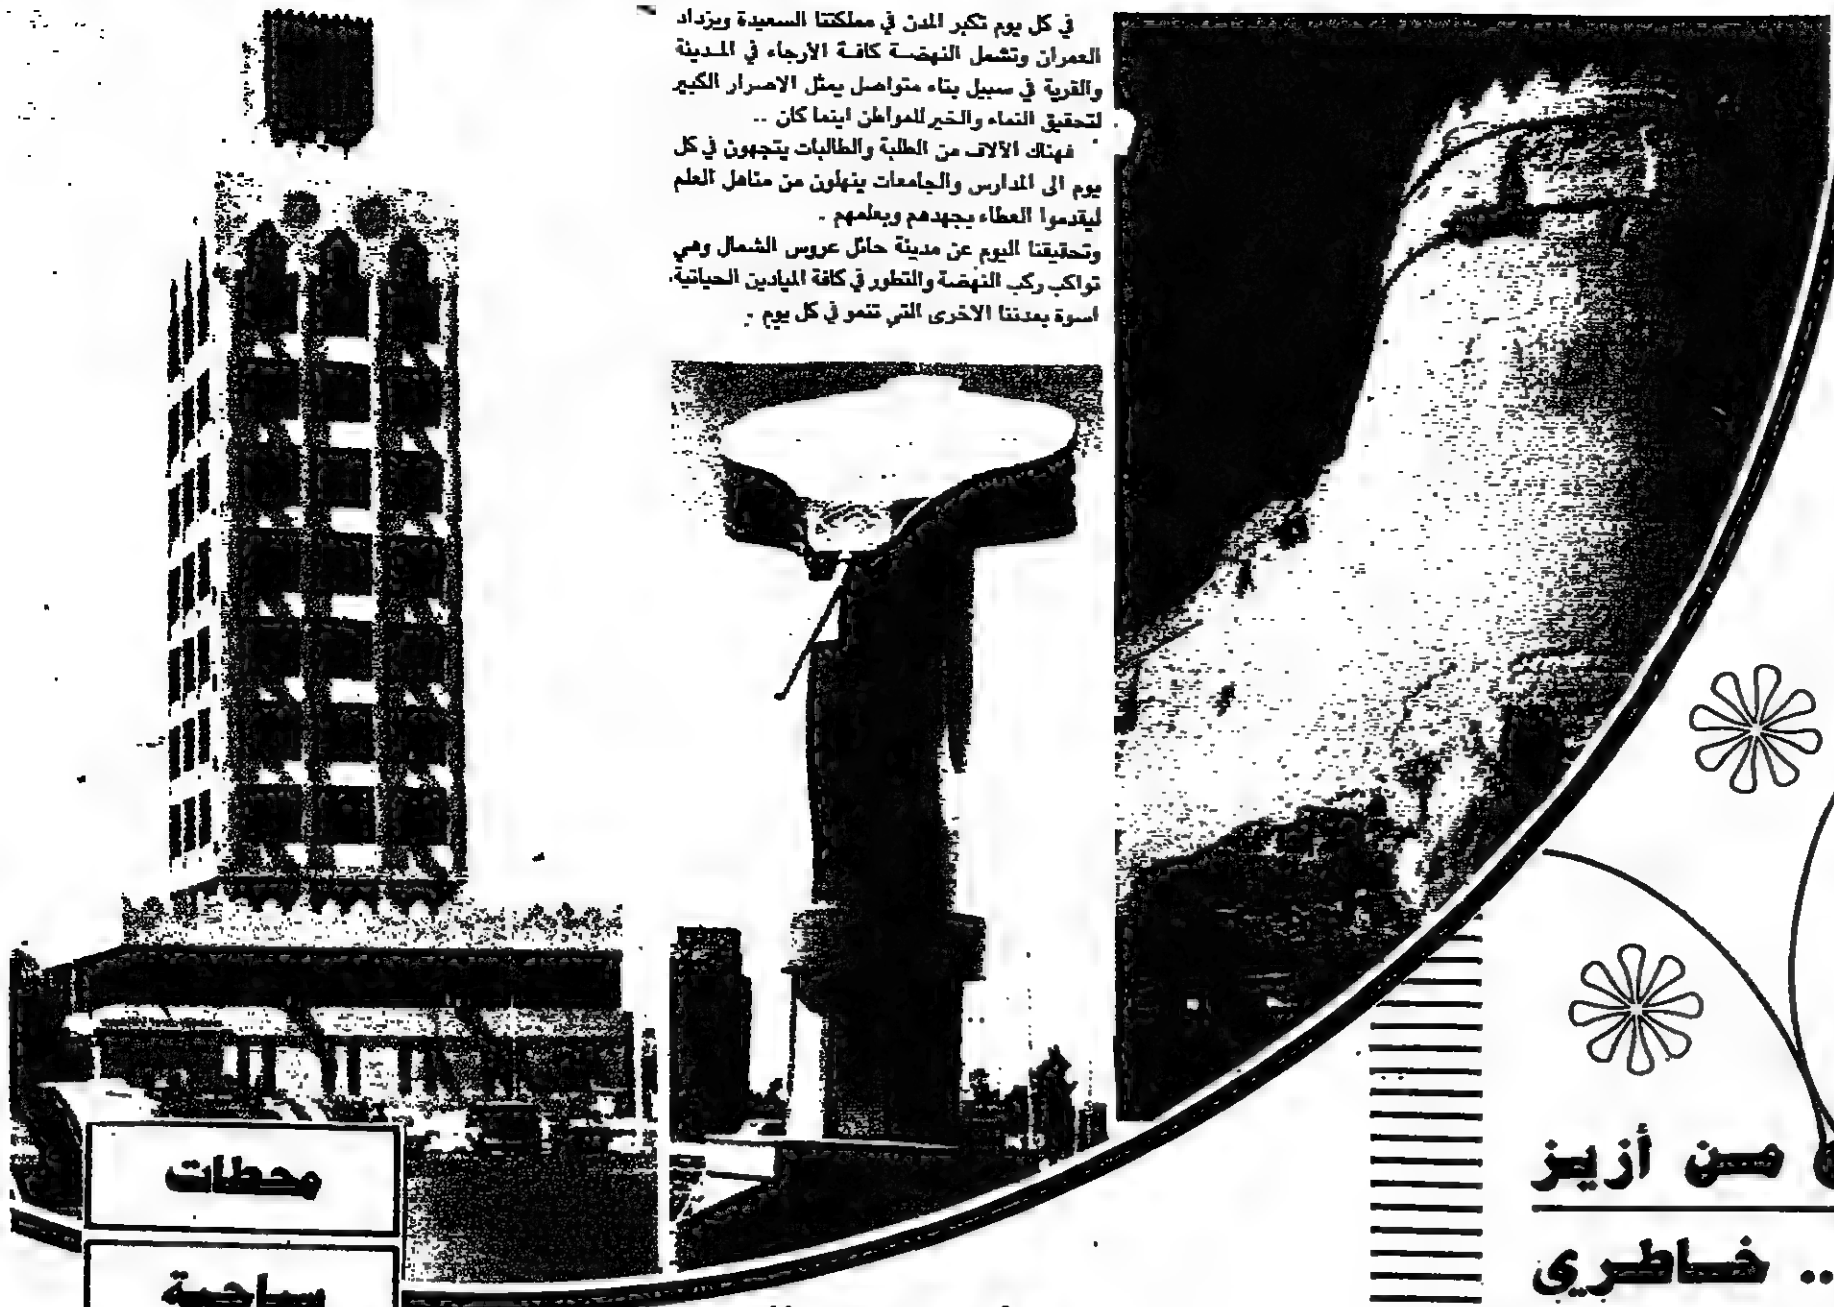 في كل يوم تكبر المدن في مملكتنا السعيدة ويزداد
العمران وتشمل النهضة كافة الأرجاء في المدينة
والقرية في سبيل بناء متواصل يمثل الاصرار الكبير
لتحقيق النماء والخير للمواطن اينما كان ..
فهناك الآلاف من الطلبة والطالبات يتجهون في كل
يوم الى المدارس والجامعات ينهلون من مناهل العلم
ليقدموا العطاء بجهدهم وبعلمهم .
وتحقيقنا اليوم عن مدينة حائل عروس الشمال وهي
تواكب ركب النهضة والتطور في كافة الميادين الحياتية،
اسوة بمدننا الاخرى التي تنمو في كل يوم .
من أزيز
.. خاطري
محطات
سياحية